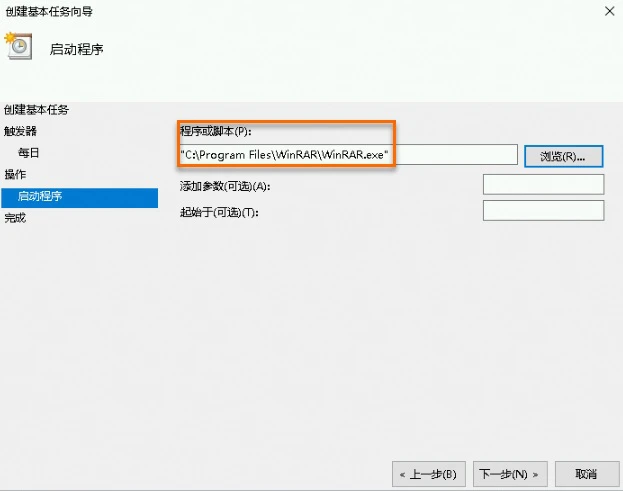 创建基本任务向导
启动程序
创建基本任务
触发器
每日
操作
启动程序
完成
程序或脚本(P):
"C:\Program Files\WinRAR\WinRAR.exe"
浏览(R)...
添加参数(可选)(A):
起始于(可选)(T):
< 上一步(B)
下一步(N) >
取消